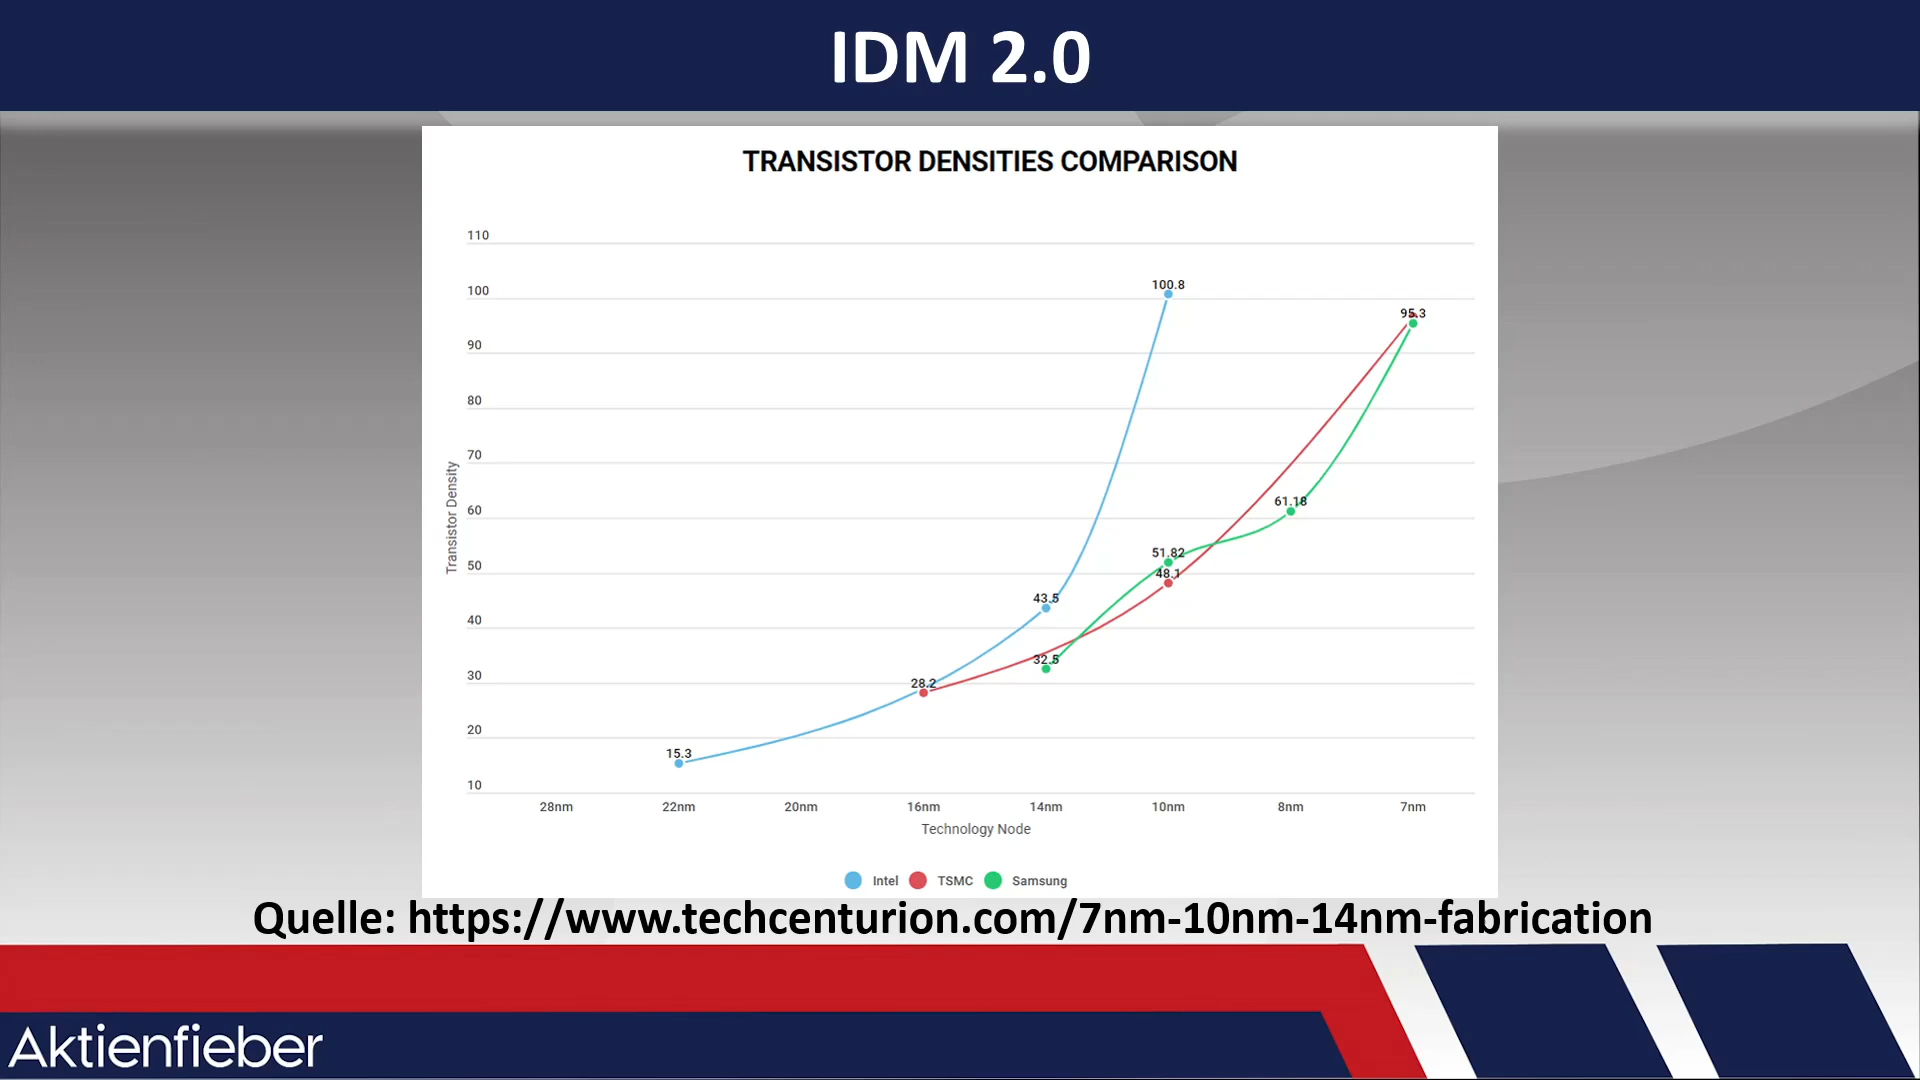 IDM 2.0
TRANSISTOR DENSITIES COMPARISON
110
100
90
80
70
60
50
40
30
20
10
Transistor Density
100.8
95.3
61.18
51.82
48.1
43.5
32.5
28.2
15.3
28nm 22nm 20nm 16nm 14nm 10nm 8nm 7nm
Technology Node
Intel TSMC Samsung
Quelle: https://www.techcenturion.com/7nm-10nm-14nm-fabrication
Aktienfieber